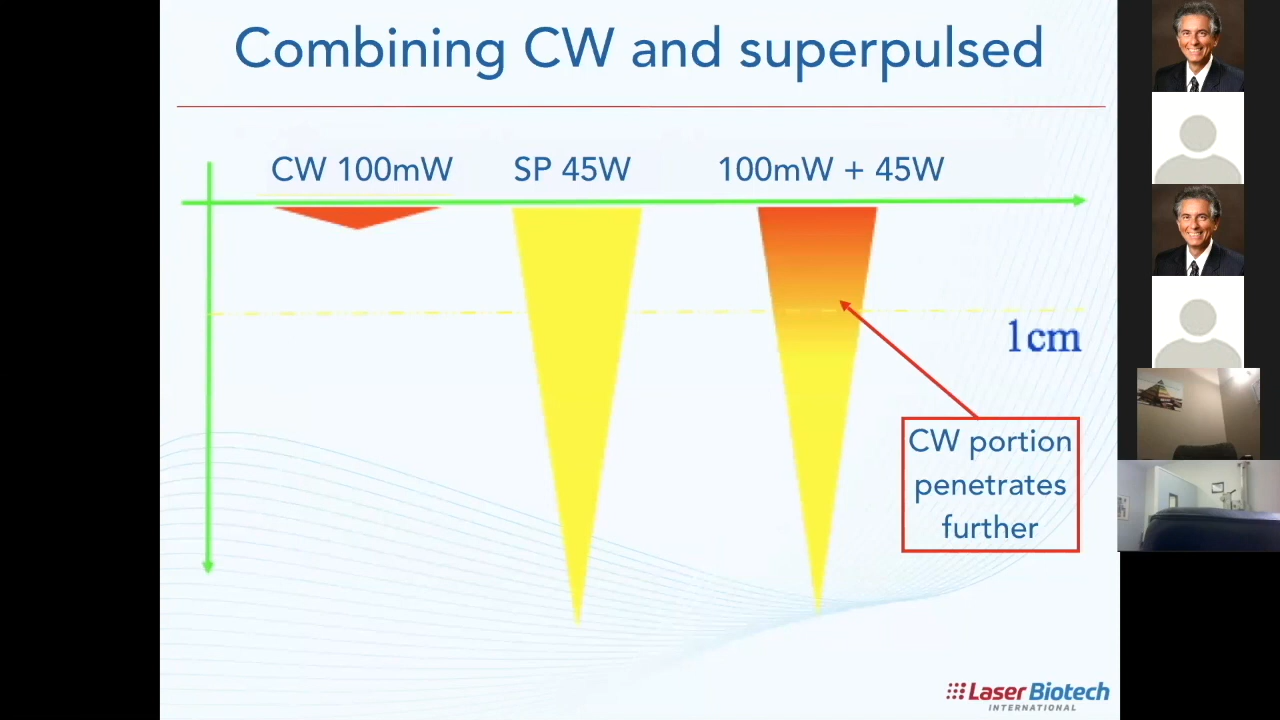 Combining CW and superpulsed
CW 100mW
SP 45W
100mW + 45W
1cm
CW portion
penetrates
further
Laser Biotech
INTERNATIONAL